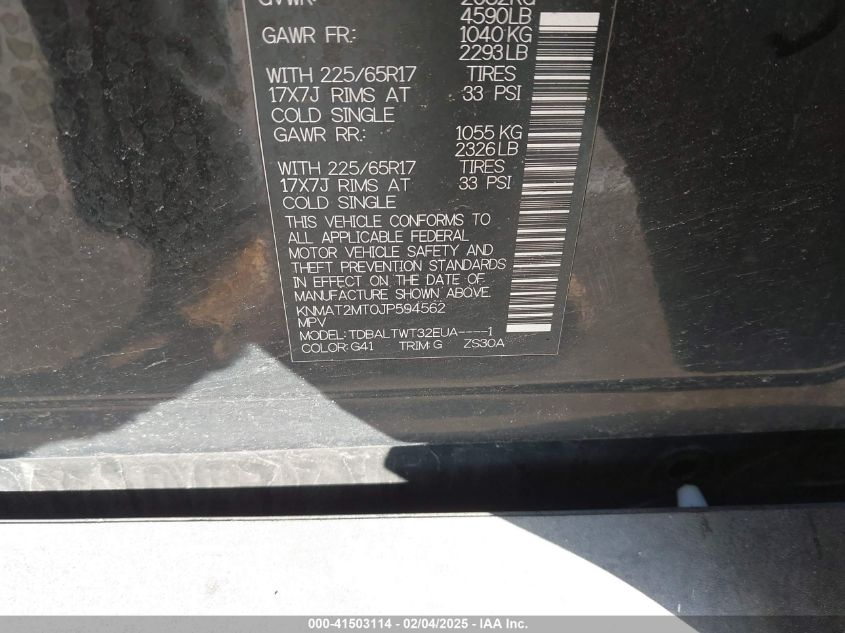 GVWR: 2082KG
4590LB
GAWR FR: 1040 KG
2293 LB
WITH 225/65R17 TIRES
17X7J RIMS AT 33 PSI
COLD SINGLE
GAWR RR: 1055 KG
2326 LB
WITH 225/65R17 TIRES
17X7J RIMS AT 33 PSI
COLD SINGLE
THIS VEHICLE CONFORMS TO
ALL APPLICABLE FEDERAL
MOTOR VEHICLE SAFETY AND
THEFT PREVENTION STANDARDS
IN EFFECT ON THE DATE OF
MANUFACTURE SHOWN ABOVE.
KNMAT2MT0JP594562
MPV
MODEL: TDBALTWT32EUA----1
COLOR: G41 TRIM: G ZS30A
000-41503114 - 02/04/2025 - IAA Inc.